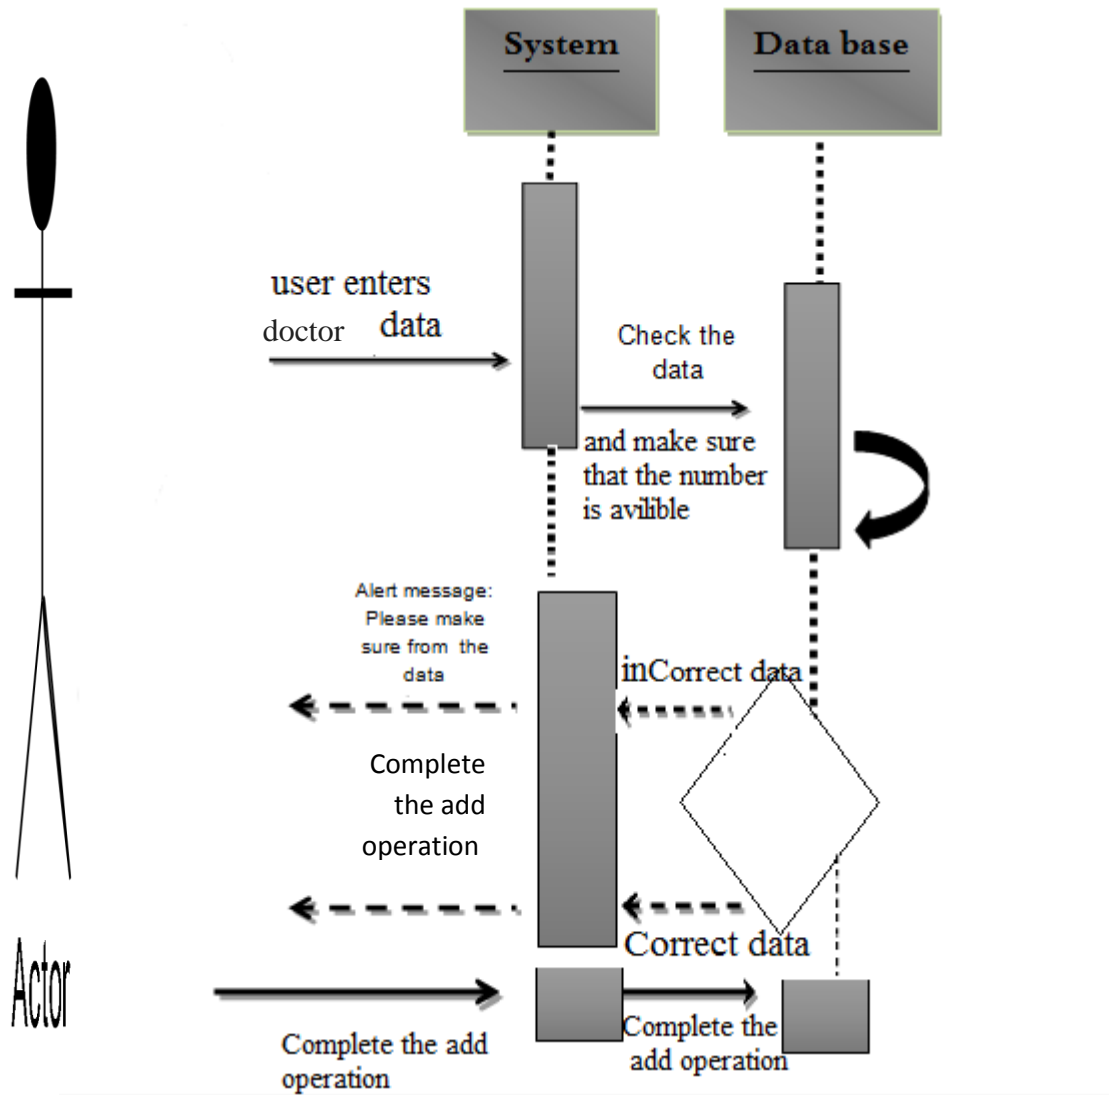 System
Data base
user enters
doctor data
Check the
data
and make sure
that the number
is avilible
Alert message:
Please make
sure from the
data
inCorrect data
Complete
the add
operation
Correct data
Actor
Complete the add
operation
Complete the
add operation